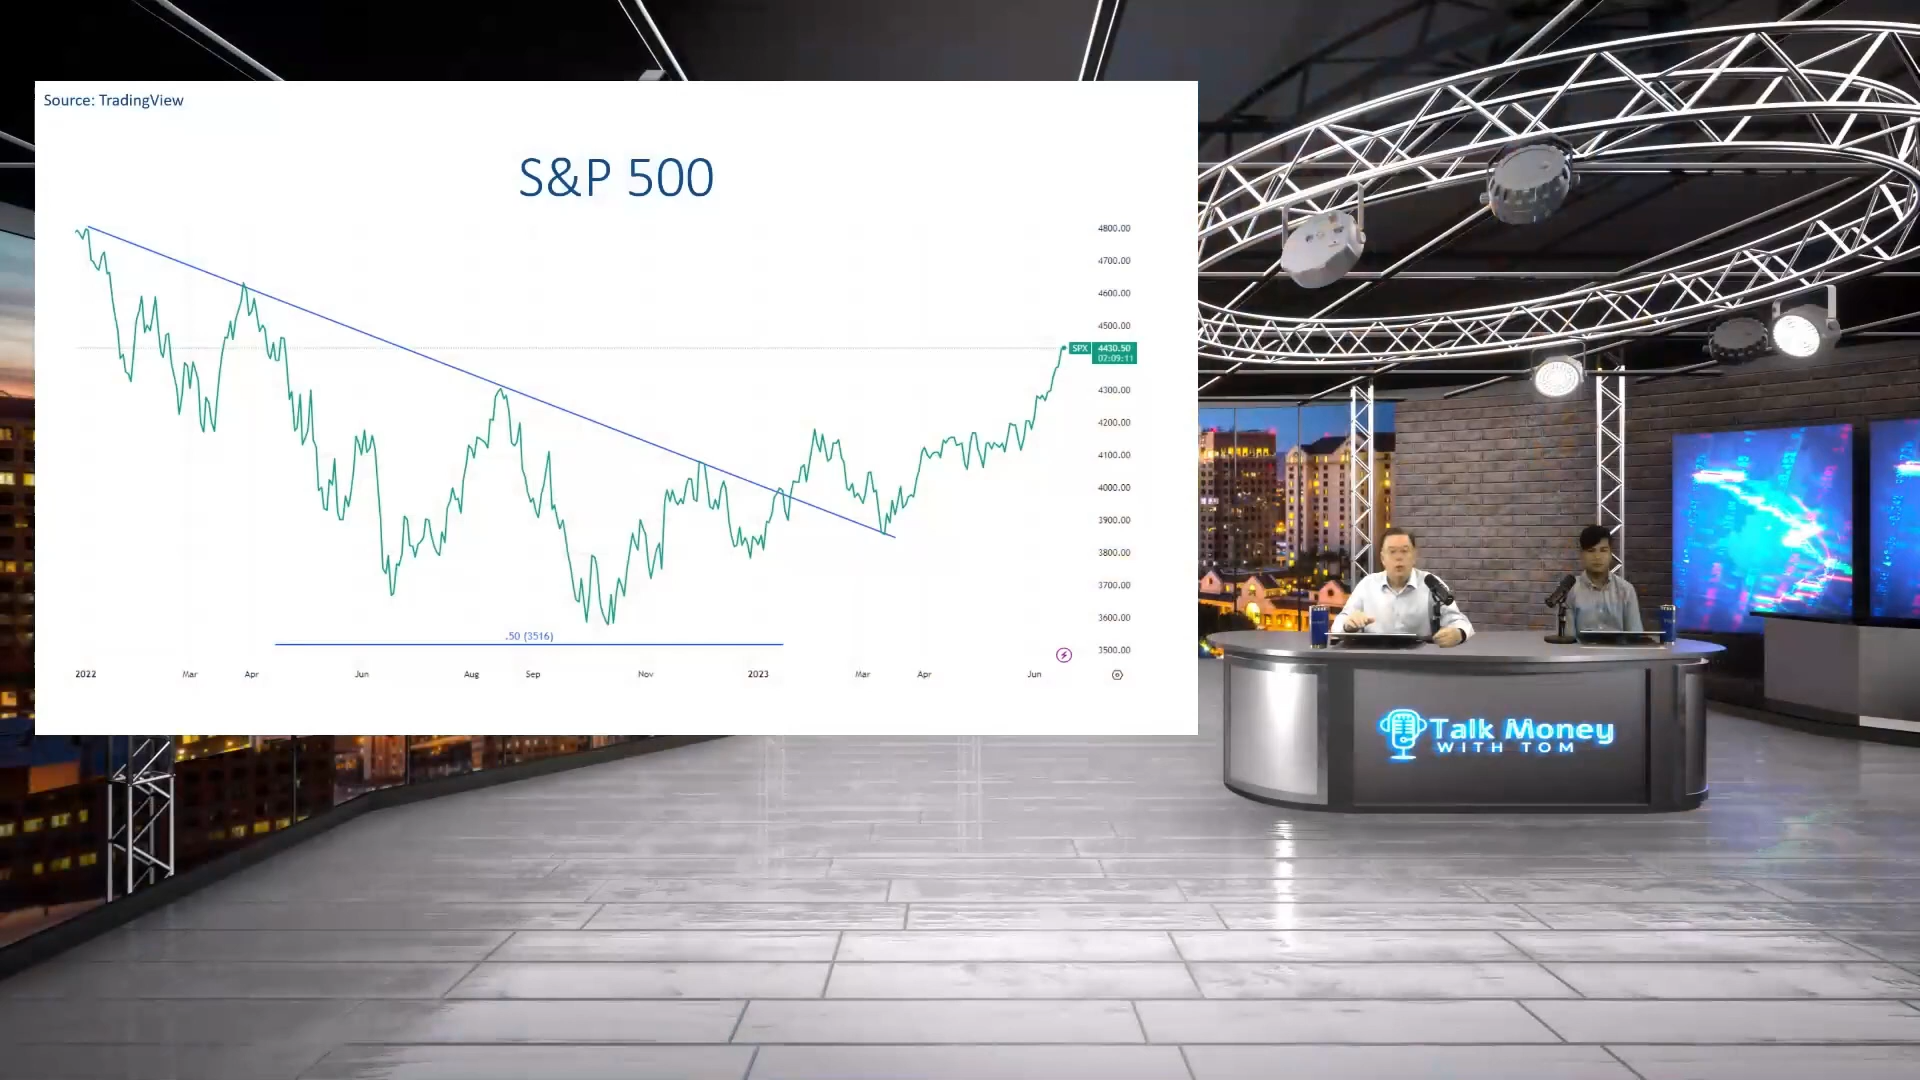 Source: TradingView
S&P 500
4800.00
4700.00
4600.00
4500.00
SPX 4430.50
07:09:11
4300.00
4200.00
4100.00
4000.00
3900.00
3800.00
3700.00
3600.00
3500.00
.50 (3516)
2022 Mar Apr Jun Aug Sep Nov 2023 Mar Apr Jun
Talk Money
WITH TOM